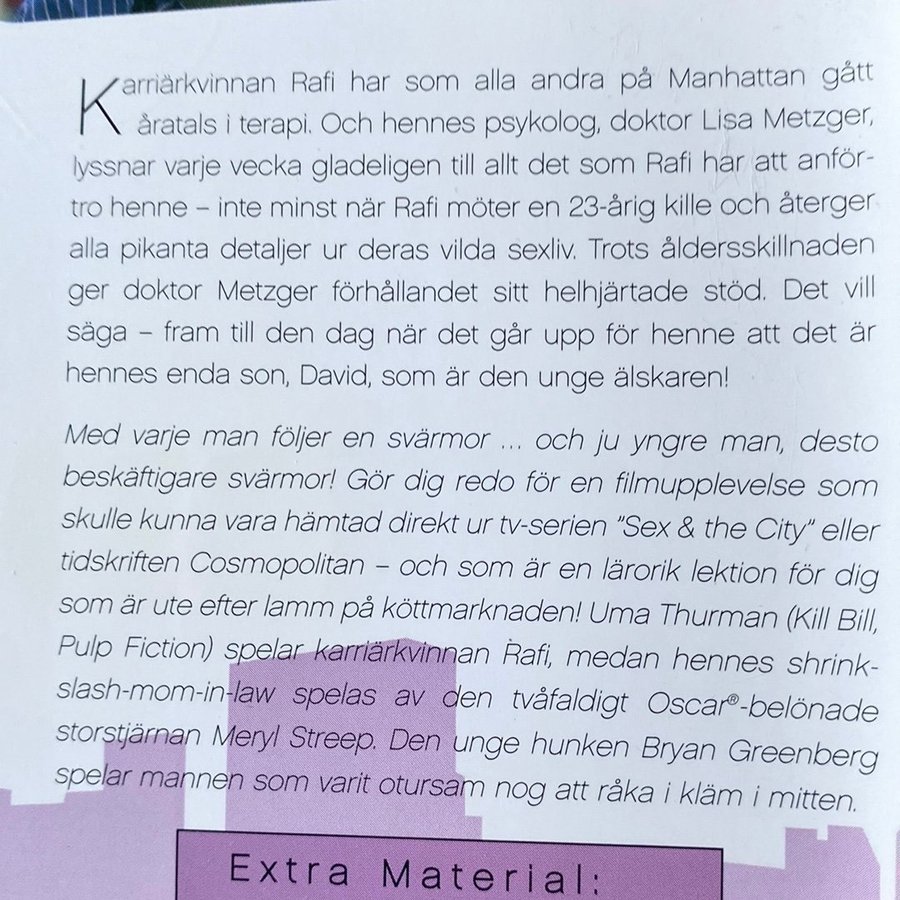 Karriärkvinnan Rafi har som alla andra på Manhattan gått
åratals i terapi. Och hennes psykolog, doktor Lisa Metzger,
lyssnar varje vecka gladeligen till allt det som Rafi har att anför-
tro henne – inte minst när Rafi möter en 23-årig kille och återger
alla pikanta detaljer ur deras vilda sexliv. Trots åldersskillnaden
ger doktor Metzger förhållandet sitt helhjärtade stöd. Det vill
säga – fram till den dag när det går upp för henne att det är
hennes enda son, David, som är den unge älskaren!
Med varje man följer en svärmor ... och ju yngre man, desto
beskäftigare svärmor! Gör dig redo för en filmupplevelse som
skulle kunna vara hämtad direkt ur tv-serien "Sex & the City" eller
tidskriften Cosmopolitan – och som är en lärorik lektion för dig
som är ute efter lamm på köttmarknaden! Uma Thurman (Kill Bill,
Pulp Fiction) spelar karriärkvinnan Rafi, medan hennes shrink-
slash-mom-in-law spelas av den tvåfaldigt Oscar®-belönade
storstjärnan Meryl Streep. Den unge hunken Bryan Greenberg
spelar mannen som varit otursam nog att råka i kläm i mitten.
Extra Material: